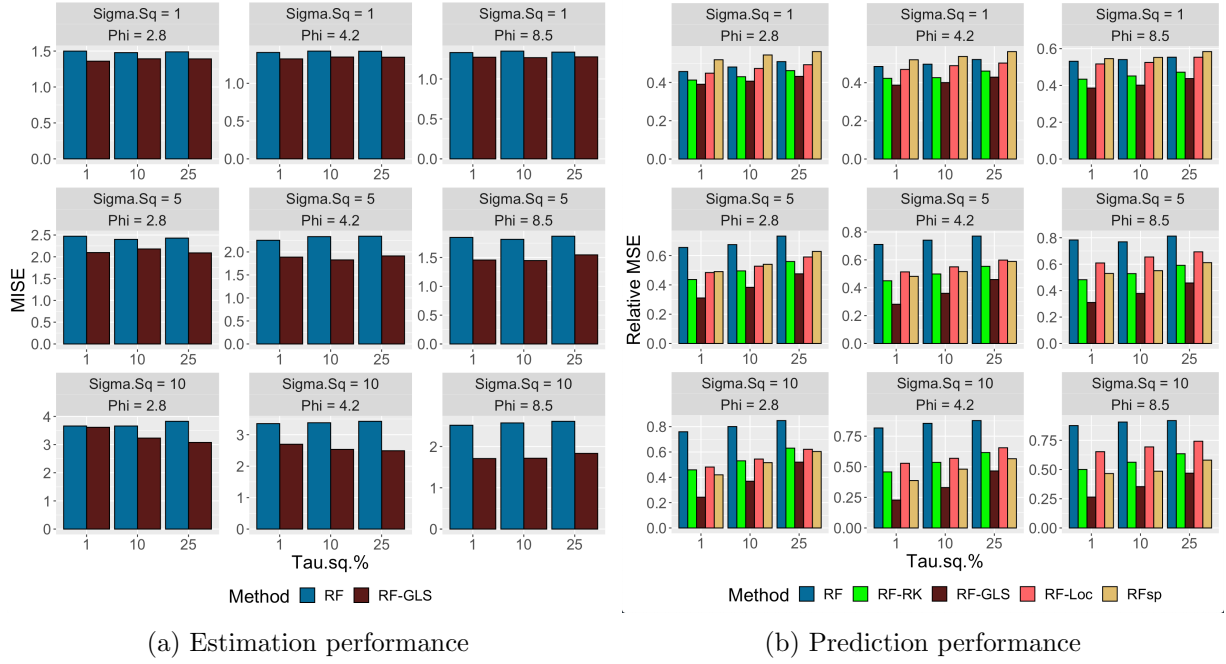 Sigma.Sq = 1
Phi = 2.8
Sigma.Sq = 1
Phi = 4.2
Sigma.Sq = 1
Phi = 8.5
1.5
1.0
0.5
0.0
1.0
0.5
0.0
1.0
0.5
0.0
1 10 25
1 10 25
1 10 25
Sigma.Sq = 5
Phi = 2.8
Sigma.Sq = 5
Phi = 4.2
Sigma.Sq = 5
Phi = 8.5
MISE
2.5
2.0
1.5
1.0
0.5
0.0
2.0
1.5
1.0
0.5
0.0
1.5
1.0
0.5
0.0
1 10 25
1 10 25
1 10 25
Sigma.Sq = 10
Phi = 2.8
Sigma.Sq = 10
Phi = 4.2
Sigma.Sq = 10
Phi = 8.5
4
3
2
1
0
3
2
1
0
2
1
0
1 10 25
1 10 25
1 10 25
Tau.sq.%
Method RF RF-GLS
(a) Estimation performance
Sigma.Sq = 1
Phi = 2.8
Sigma.Sq = 1
Phi = 4.2
Sigma.Sq = 1
Phi = 8.5
0.4
0.2
0.0
0.4
0.2
0.0
0.6
0.4
0.2
0.0
1 10 25
1 10 25
1 10 25
Sigma.Sq = 5
Phi = 2.8
Sigma.Sq = 5
Phi = 4.2
Sigma.Sq = 5
Phi = 8.5
Relative MSE
0.6
0.4
0.2
0.0
0.8
0.6
0.4
0.2
0.0
0.8
0.6
0.4
0.2
0.0
1 10 25
1 10 25
1 10 25
Sigma.Sq = 10
Phi = 2.8
Sigma.Sq = 10
Phi = 4.2
Sigma.Sq = 10
Phi = 8.5
0.8
0.6
0.4
0.2
0.0
0.75
0.50
0.25
0.00
0.75
0.50
0.25
0.00
1 10 25
1 10 25
1 10 25
Tau.sq.%
Method RF RF-RK RF-GLS RF-Loc RFsp
(b) Prediction performance